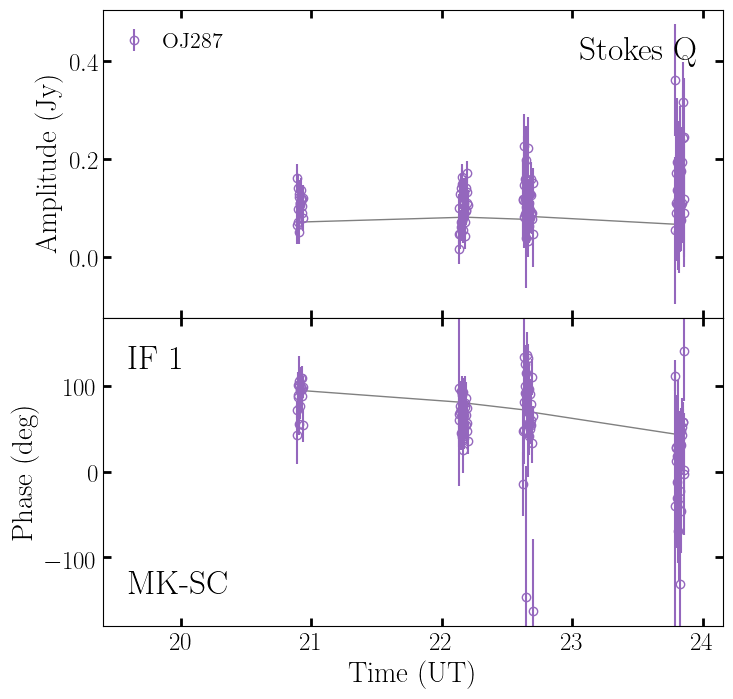 OJ287
Stokes Q
0.4
0.2
0.0
Amplitude (Jy)
IF 1
100
0
−100
Phase (deg)
MK-SC
20 21 22 23 24
Time (UT)